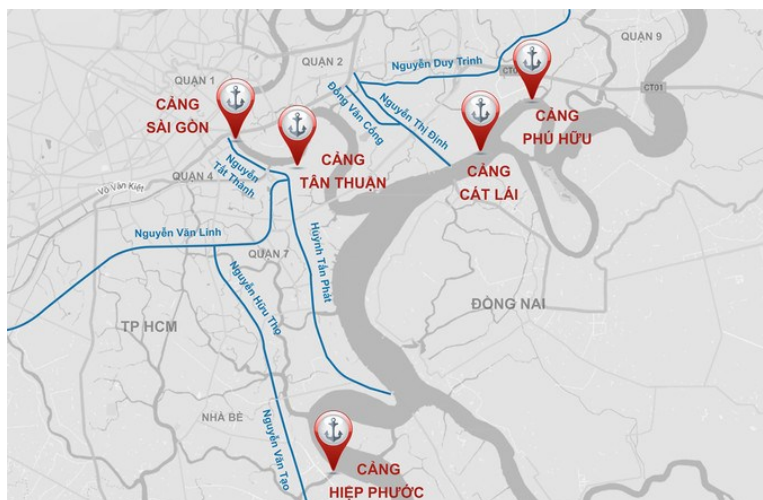 QUẬN 9
QUẬN 2
Nguyễn Duy Trinh
CT01
QUẬN 1
CẢNG
SÀI GÒN
Đồng Văn Cống
Nguyễn Thị Định
CẢNG
PHÚ HỮU
CẢNG
TÂN THUẬN
CẢNG
CÁT LÁI
Nguyễn
Tất Thành
QUẬN 4
Võ Văn Kiệt
Nguyễn Văn Linh
Huỳnh Tấn Phát
QUẬN 7
Nguyễn Hữu Thọ
ĐỒNG NAI
TP HCM
NHÀ BÈ
Nguyễn Văn Tạo
CẢNG
HIỆP PHƯỚC